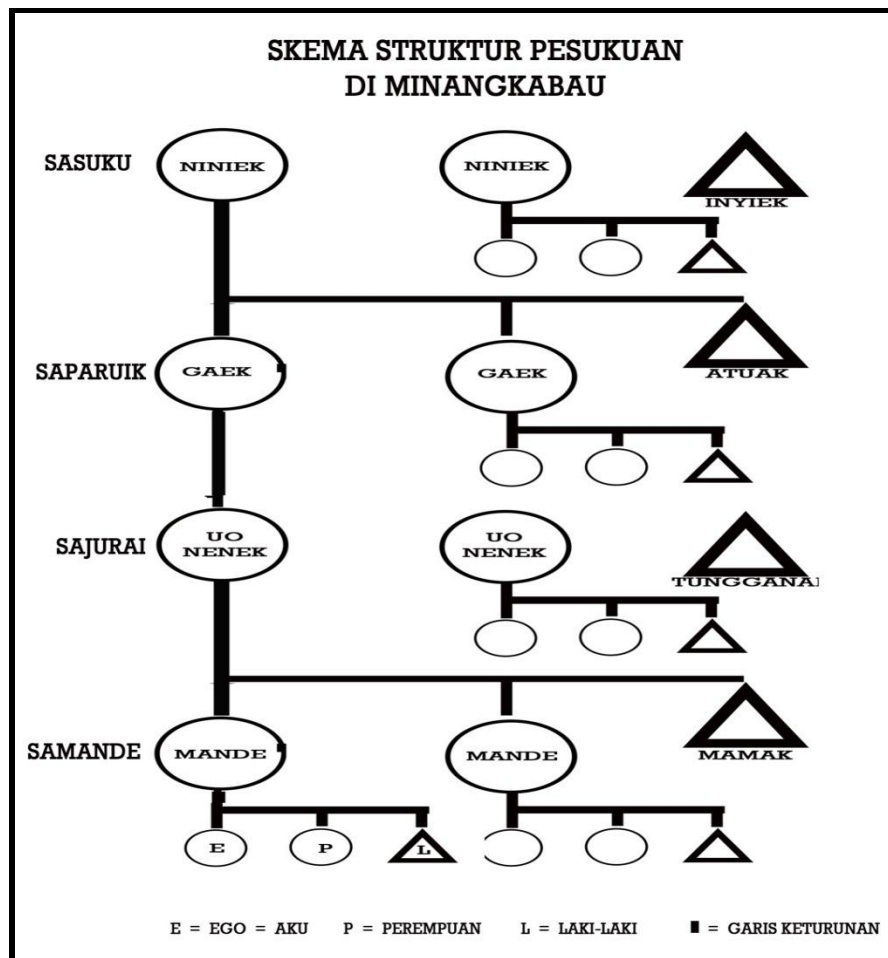 SKEMA STRUKTUR PESUKUAN
DI MINANGKABAU
SASUKU
NINIEK
NINIEK
INYIEK
SAPARUIK
GAEK
GAEK
ATUAK
SAJURAI
UO
NENEK
UO
NENEK
TUNGGANAI
SAMANDE
MANDE
MANDE
MAMAK
E
P
L
E = EGO = AKU P = PEREMPUAN L = LAKI-LAKI = GARIS KETURUNAN